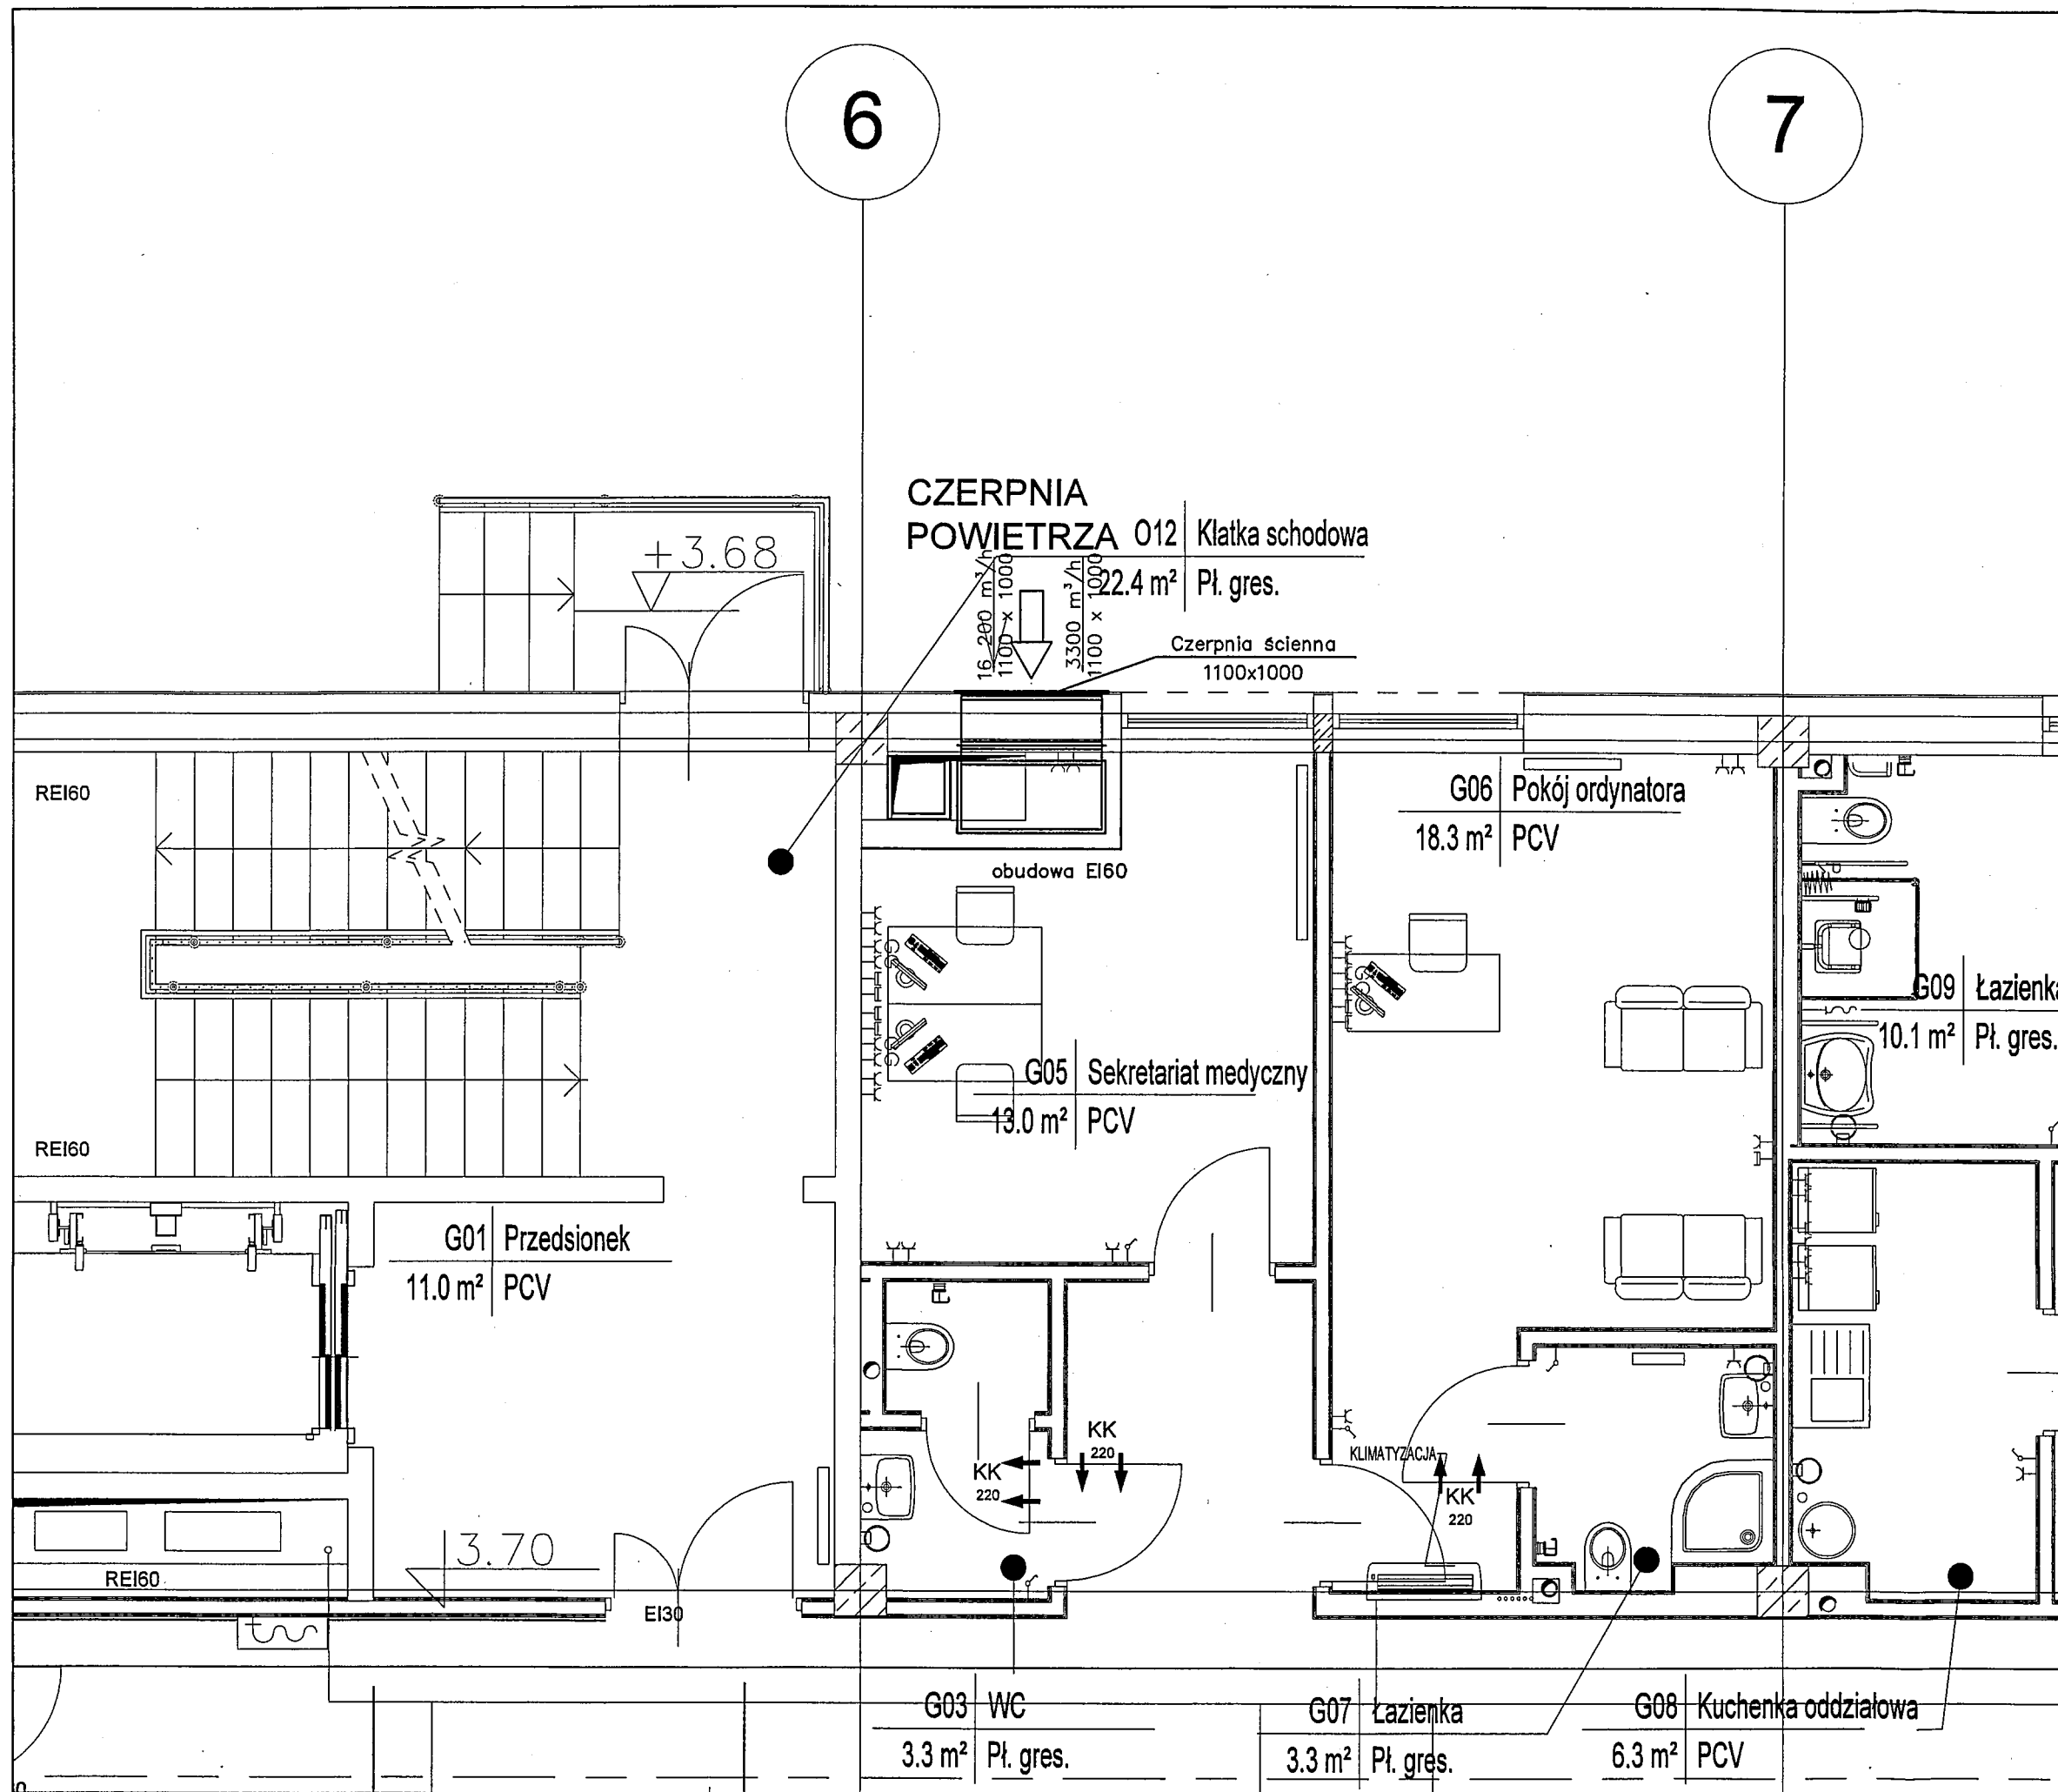 6
7
CZERPNIA
POWIETRZA
O12 Klatka schodowa
22.4 m² Pł. gres.
+3.68
16 200 m³/h
1100 x 1000
3300 m³/h
1100 x 1000
Czerpnia ścienna
1100x1000
REI60
G06 Pokój ordynatora
18.3 m² PCV
obudowa EI60
G09 Łazienka
10.1 m² Pł. gres.
G05 Sekretariat medyczny
13.0 m² PCV
REI60
G01 Przedsionek
11.0 m² PCV
KK
220
KK
220
KLIMATYZACJA
KK
220
3.70
REI60
EI30
G03 WC
3.3 m² Pł. gres.
G07 Łazienka
3.3 m² Pł. gres.
G08 Kuchenka oddziałowa
6.3 m² PCV